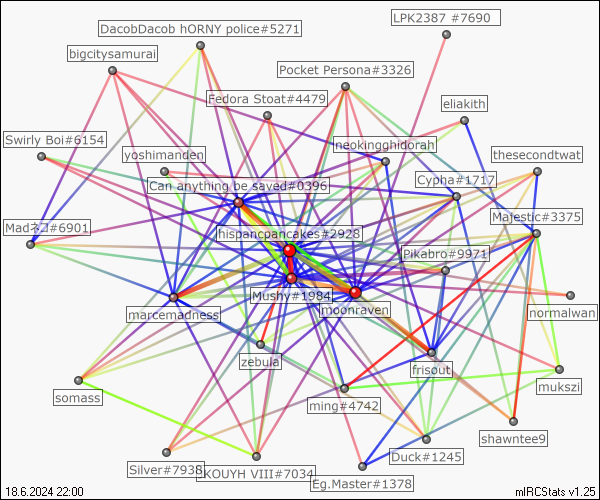 LPK2387 #7690
DacobDacob hORNY police#5271
bigcitysamurai
Pocket Persona#3326
Fedora Stoat#4479
eliakith
Swirly Boi#6154
neokingghidorah
yoshimanden
thesecondtwat
Can anything be saved#0396
Cypha#1717
Majestic#3375
Madネコ#6901
hispancpancakes#2928
Pikabro#9971
Mushy#1984
moonraven
marcemadness
normalwan
zebula
frisout
mukszi
somass
ming#4742
shawntee9
Duck#1245
Silver#7938
KOUYH VIII#7034
Eg.Master#1378
18.6.2024 22:00
mIRCStats v1.25